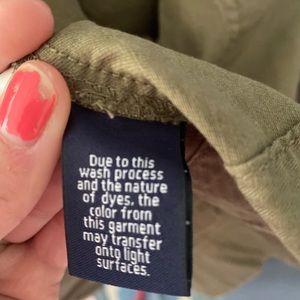 Due to this
wash process
and the nature
of dyes, the
color from
this garment
may transfer
onto light
surfaces.